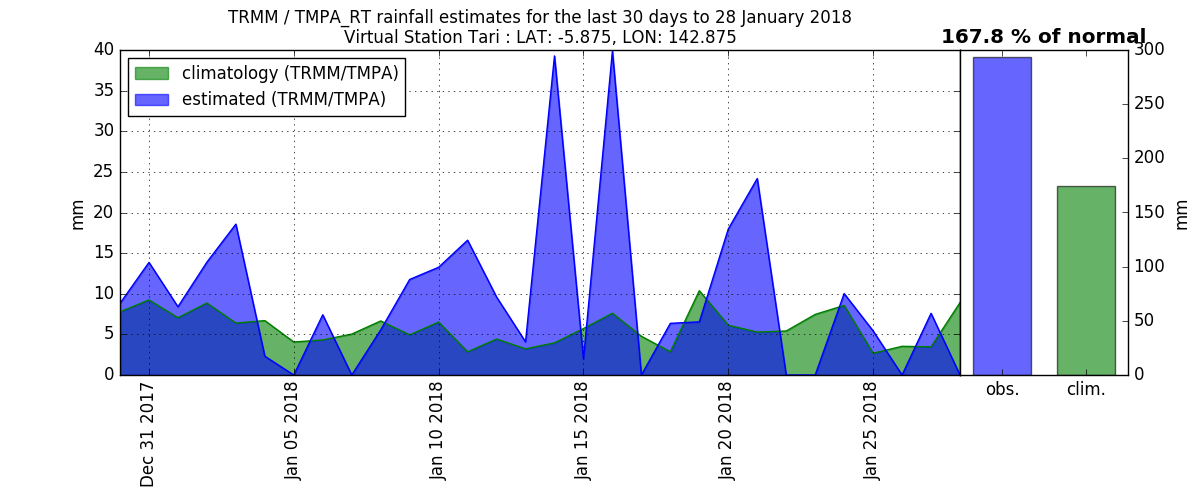 TRMM / TMPA_RT rainfall estimates for the last 30 days to 28 January 2018
Virtual Station Tari : LAT: -5.875, LON: 142.875
167.8 % of normal
climatology (TRMM/TMPA)
estimated (TRMM/TMPA)
40
35
30
25
20
15
10
5
0
mm
Dec 31 2017
Jan 05 2018
Jan 10 2018
Jan 15 2018
Jan 20 2018
Jan 25 2018
obs.
clim.
300
250
200
150
100
50
0
mm